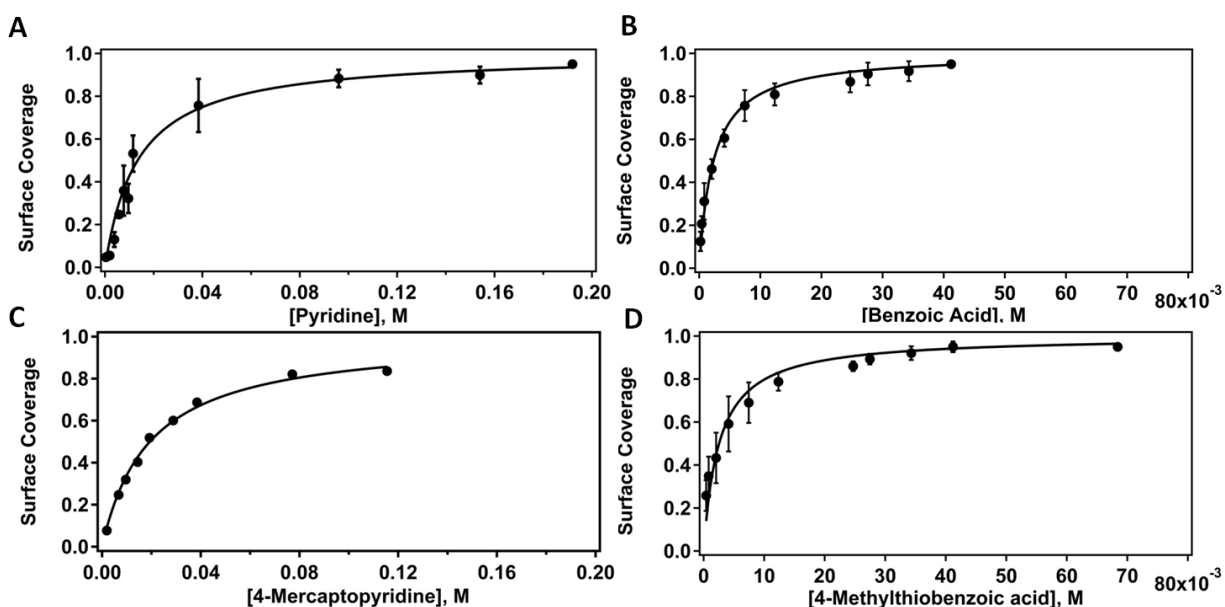 A
Surface Coverage
1.0
0.8
0.6
0.4
0.2
0.0
0.00 0.04 0.08 0.12 0.16 0.20
[Pyridine], M
B
Surface Coverage
1.0
0.8
0.6
0.4
0.2
0.0
0 10 20 30 40 50 60 70 80x10-3
[Benzoic Acid], M
C
Surface Coverage
1.0
0.8
0.6
0.4
0.2
0.0
0.00 0.04 0.08 0.12 0.16 0.20
[4-Mercaptopyridine], M
D
Surface Coverage
1.0
0.8
0.6
0.4
0.2
0.0
0 10 20 30 40 50 60 70 80x10-3
[4-Methylthiobenzoic acid], M